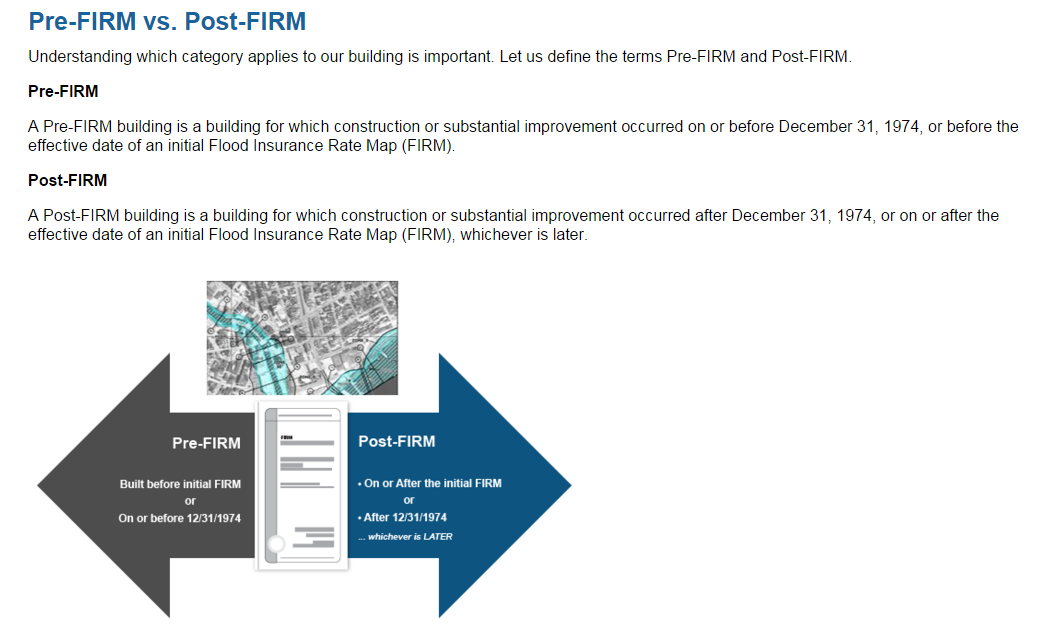 Pre-FIRM vs. Post-FIRM
Understanding which category applies to our building is important. Let us define the terms Pre-FIRM and Post-FIRM.
Pre-FIRM
A Pre-FIRM building is a building for which construction or substantial improvement occurred on or before December 31, 1974, or before the
effective date of an initial Flood Insurance Rate Map (FIRM).
Post-FIRM
A Post-FIRM building is a building for which construction or substantial improvement occurred after December 31, 1974, or on or after the
effective date of an initial Flood Insurance Rate Map (FIRM), whichever is later.
FIRM
Pre-FIRM
Built before initial FIRM
or
On or before 12/31/1974
Post-FIRM
• On or After the initial FIRM
or
• After 12/31/1974
... whichever is LATER